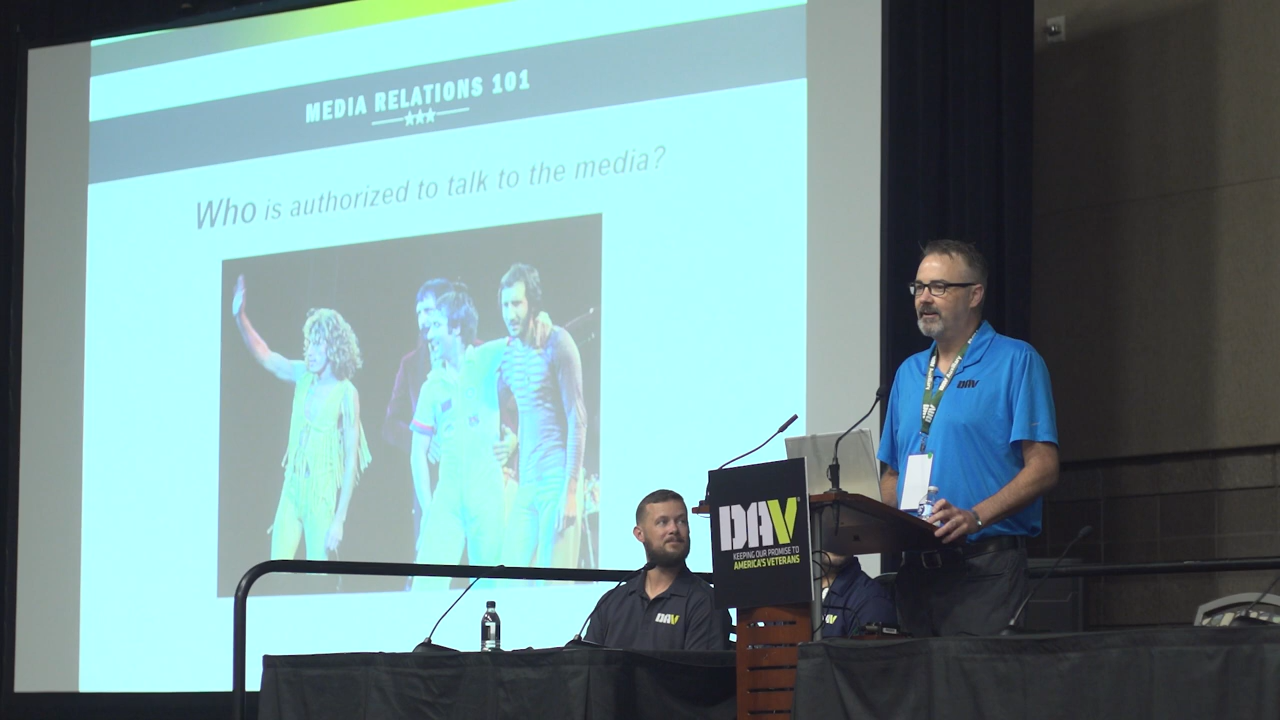 MEDIA RELATIONS 101
Who is authorized to talk to the media?
DAV
DAV
KEEPING OUR PROMISE TO
AMERICA'S VETERANS
DAV
DAV